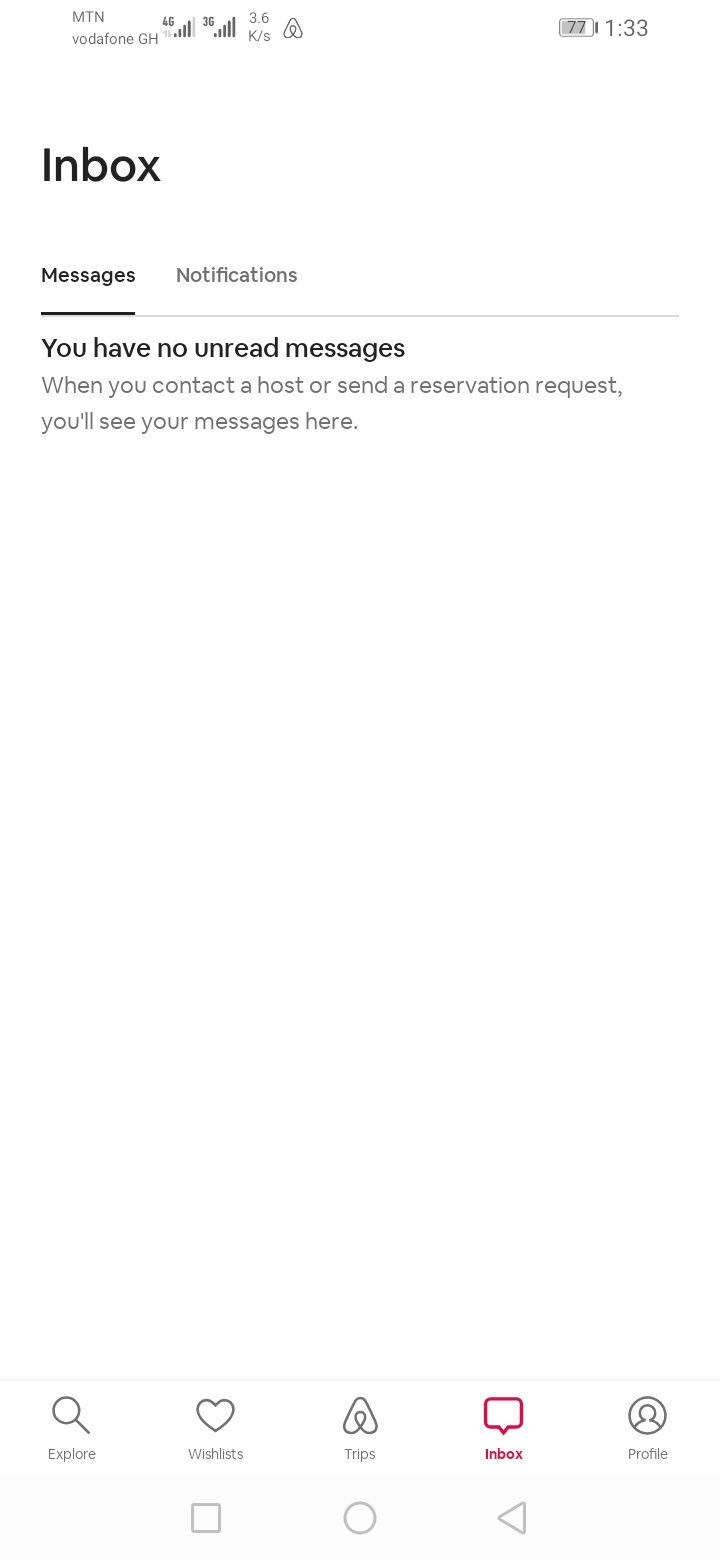 MTN
vodafone GH
4G
3G
3.6
K/s
77
1:33
Inbox
Messages
Notifications
You have no unread messages
When you contact a host or send a reservation request,
you'll see your messages here.
Explore
Wishlists
Trips
Inbox
Profile